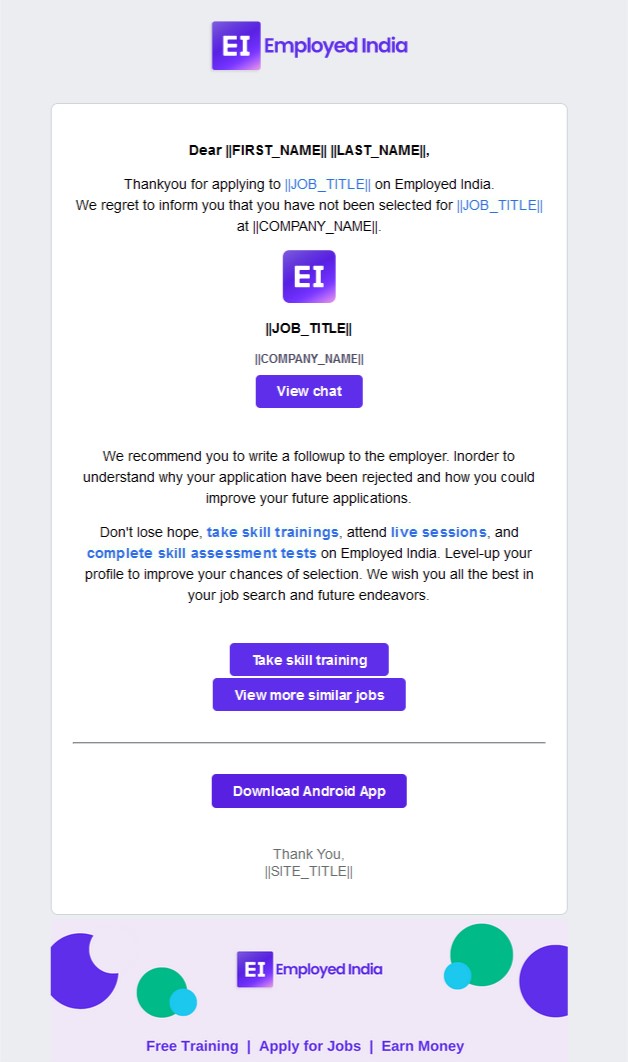 EI Employed India
Dear ||FIRST_NAME|| ||LAST_NAME||,
Thankyou for applying to ||JOB_TITLE|| on Employed India.
We regret to inform you that you have not been selected for ||JOB_TITLE||
at ||COMPANY_NAME||.
EI
||JOB_TITLE||
||COMPANY_NAME||
View chat
We recommend you to write a followup to the employer. Inorder to
understand why your application have been rejected and how you could
improve your future applications.
Don't lose hope, take skill trainings, attend live sessions, and
complete skill assessment tests on Employed India. Level-up your
profile to improve your chances of selection. We wish you all the best in
your job search and future endeavors.
Take skill training
View more similar jobs
Download Android App
Thank You,
||SITE_TITLE||
EI Employed India
Free Training | Apply for Jobs | Earn Money